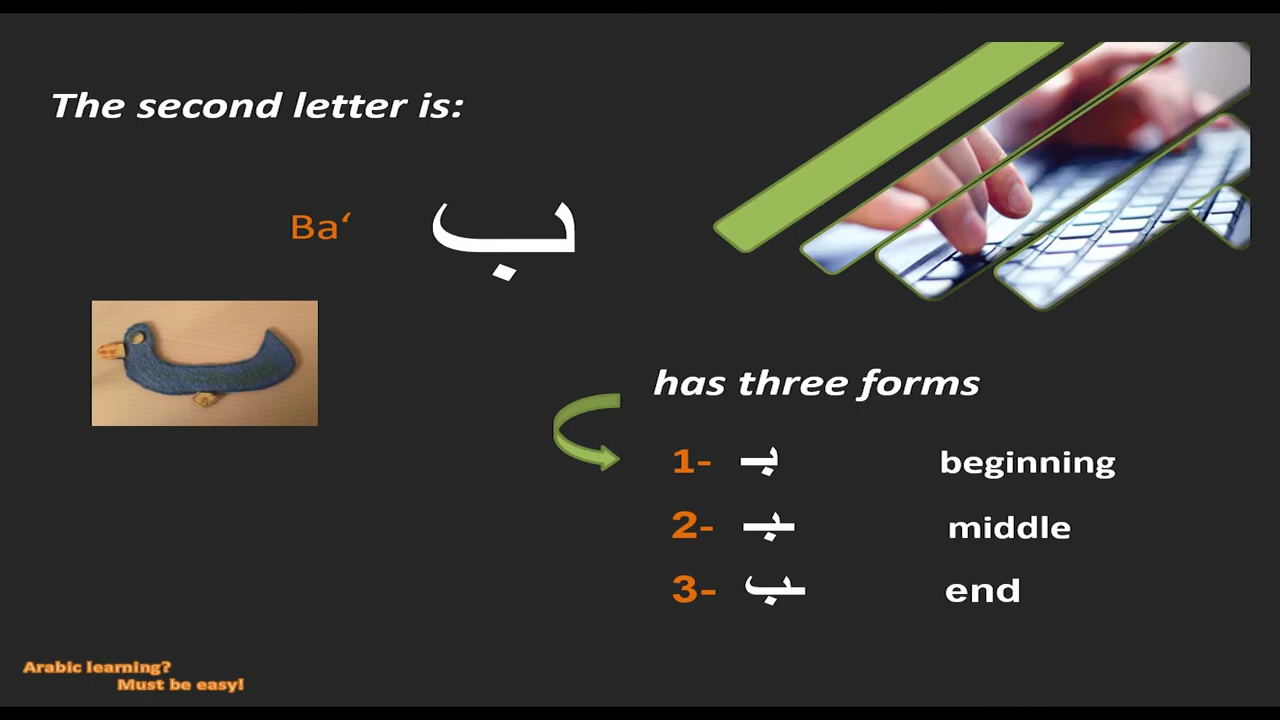 The second letter is:
Ba‘ ب
has three forms
1- بـ beginning
2- ـبـ middle
3- ـب end
Arabic learning?
Must be easy!